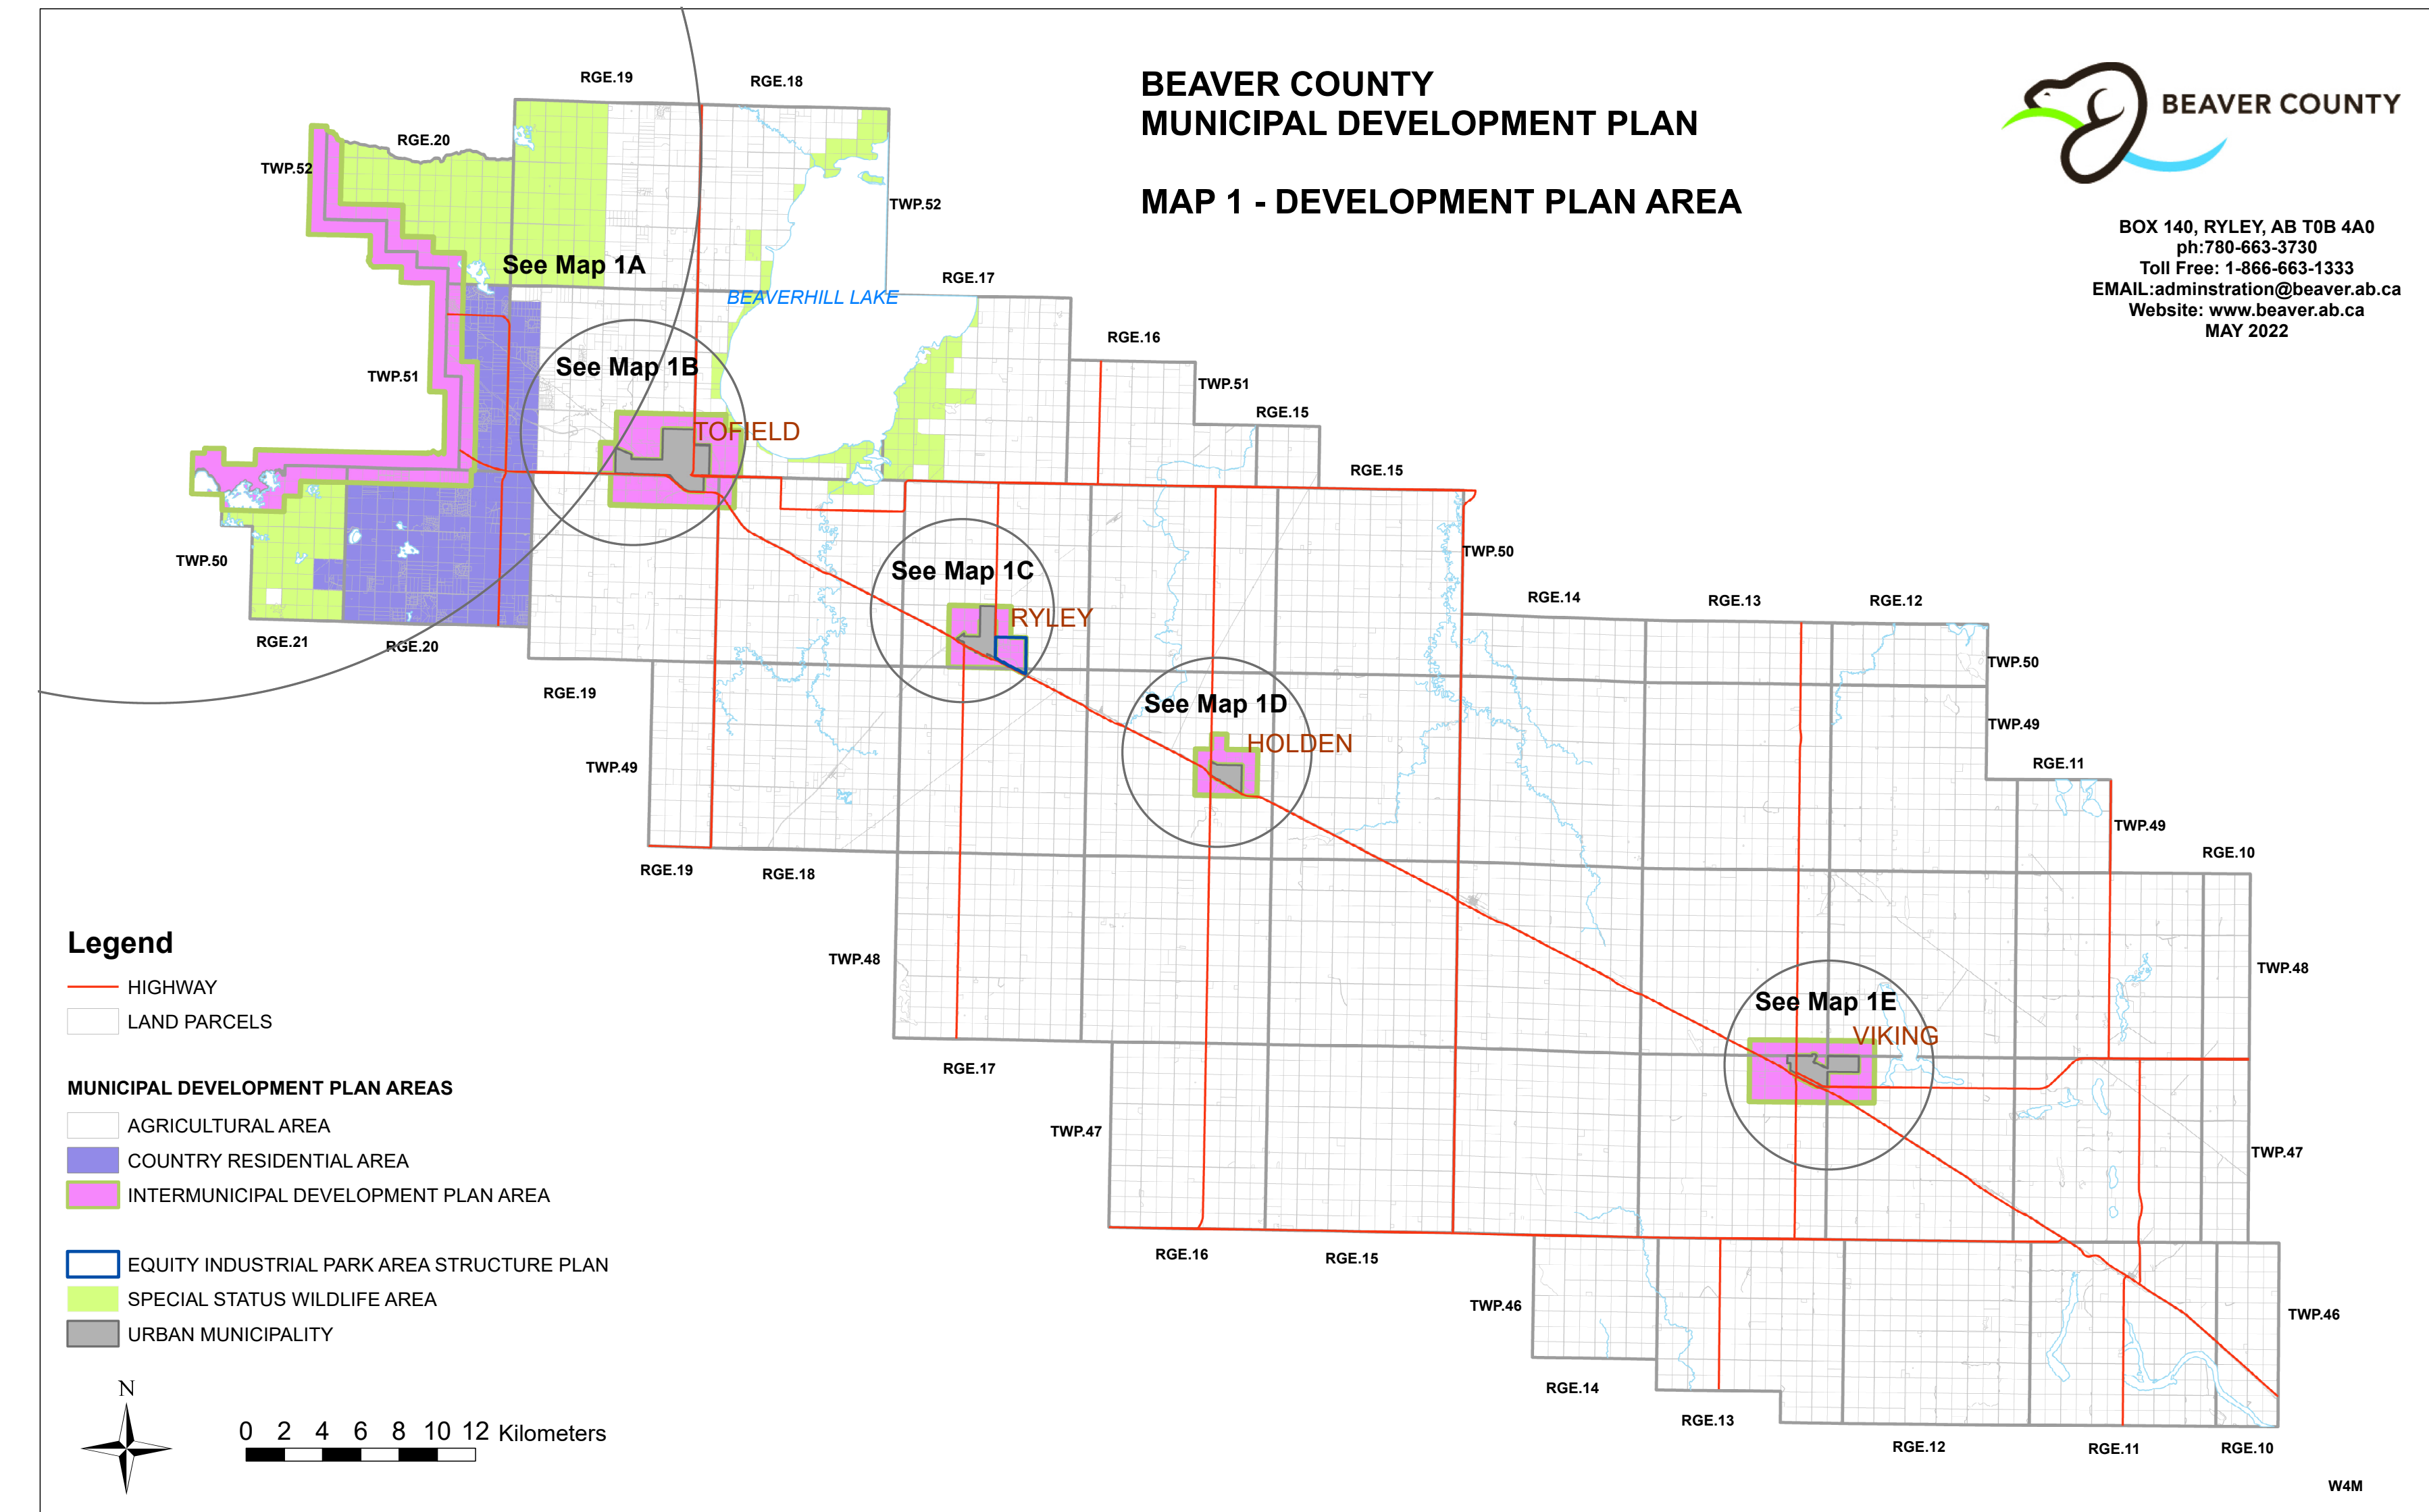 BEAVER COUNTY
MUNICIPAL DEVELOPMENT PLAN
MAP 1 - DEVELOPMENT PLAN AREA
BEAVER COUNTY
BOX 140, RYLEY, AB T0B 4A0
ph:780-663-3730
Toll Free: 1-866-663-1333
EMAIL:adminstration@beaver.ab.ca
Website: www.beaver.ab.ca
MAY 2022
RGE.19
RGE.18
RGE.20
TWP.52
TWP.52
See Map 1A
RGE.17
BEAVERHILL LAKE
RGE.16
See Map 1B
TWP.51
TWP.51
RGE.15
TOFIELD
RGE.15
TWP.50
TWP.50
See Map 1C
RGE.14
RGE.13
RGE.12
RYLEY
RGE.21
RGE.20
TWP.50
RGE.19
See Map 1D
TWP.49
HOLDEN
RGE.11
TWP.49
TWP.49
RGE.10
RGE.19
RGE.18
TWP.48
TWP.48
See Map 1E
VIKING
RGE.17
TWP.47
TWP.47
RGE.16
RGE.15
TWP.46
TWP.46
RGE.14
RGE.13
RGE.12
RGE.11
RGE.10
Legend
HIGHWAY
LAND PARCELS
MUNICIPAL DEVELOPMENT PLAN AREAS
AGRICULTURAL AREA
COUNTRY RESIDENTIAL AREA
INTERMUNICIPAL DEVELOPMENT PLAN AREA
EQUITY INDUSTRIAL PARK AREA STRUCTURE PLAN
SPECIAL STATUS WILDLIFE AREA
URBAN MUNICIPALITY
N
0 2 4 6 8 10 12 Kilometers
W4M